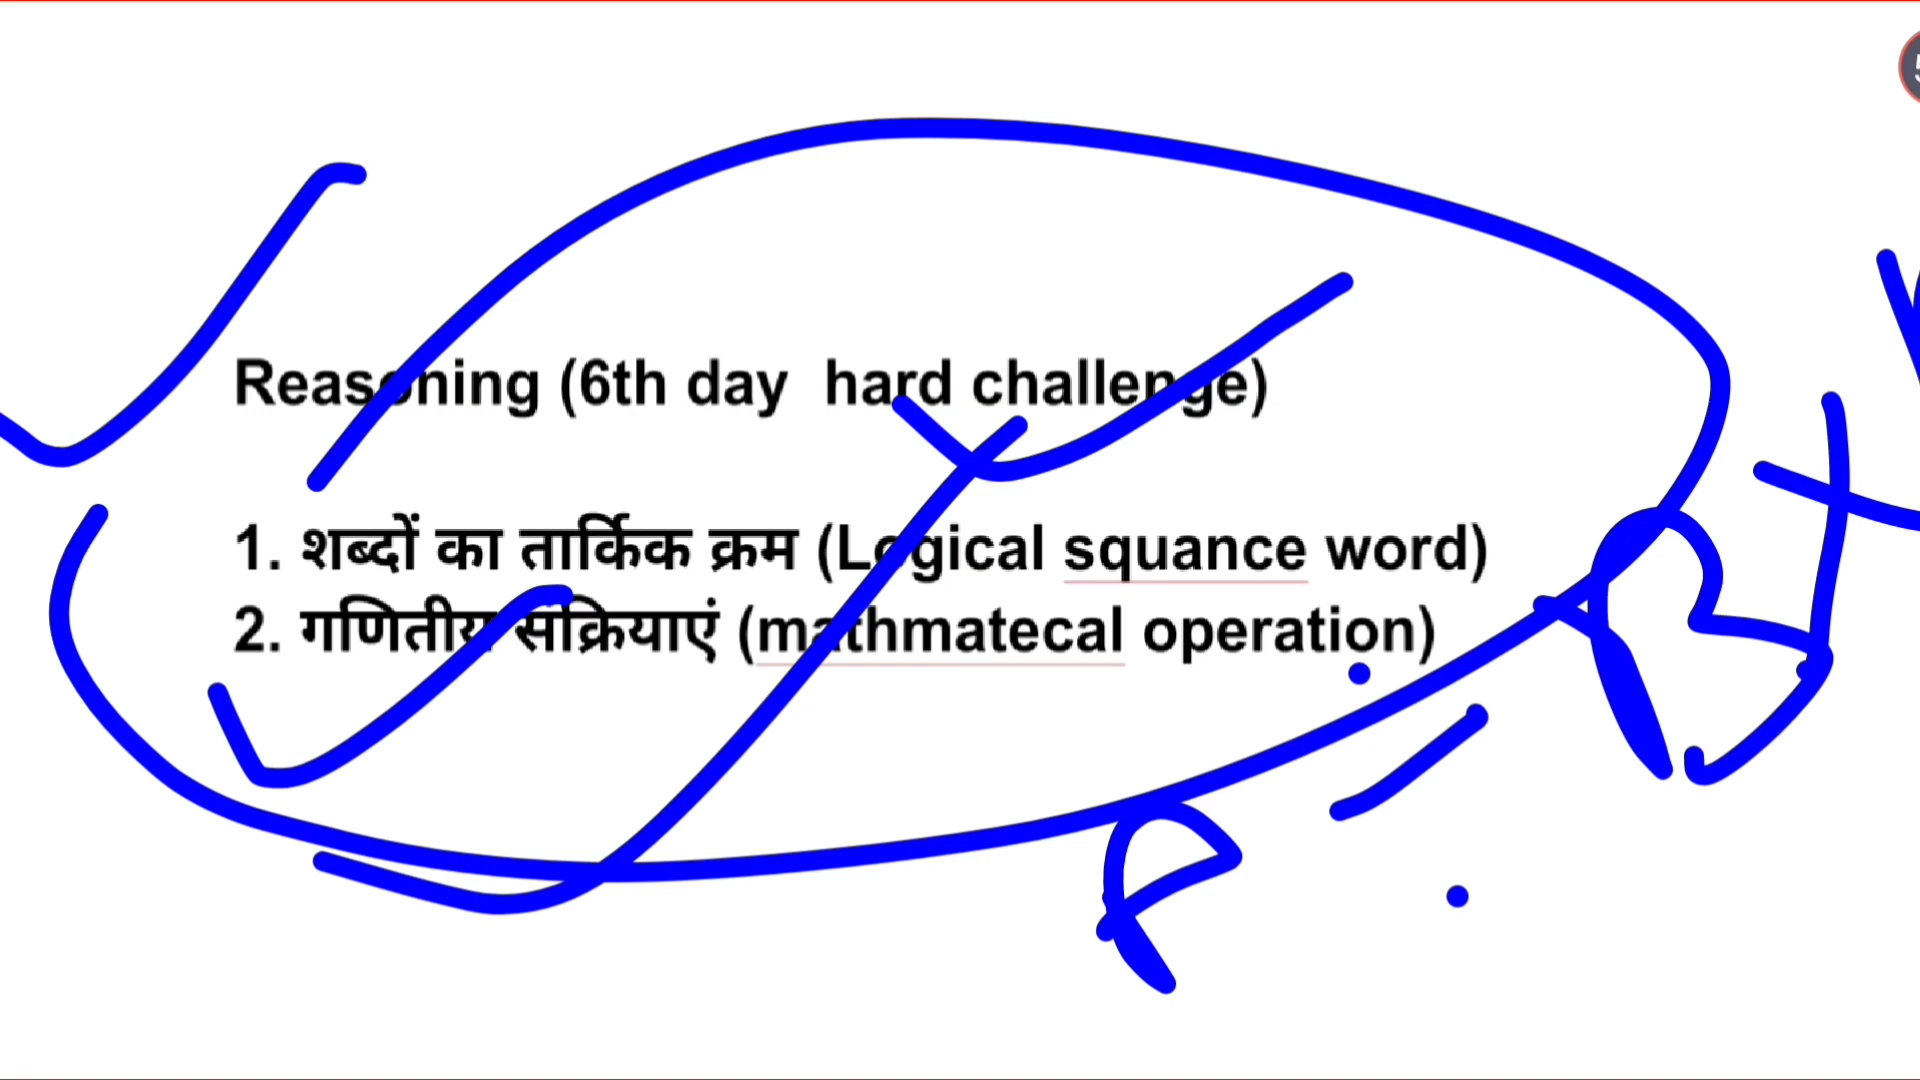 Reasoning (6th day hard challenge)
1. शब्दों का तार्किक क्रम (Logical squance word)
2. गणितीय संक्रियाएं (mathmatecal operation)